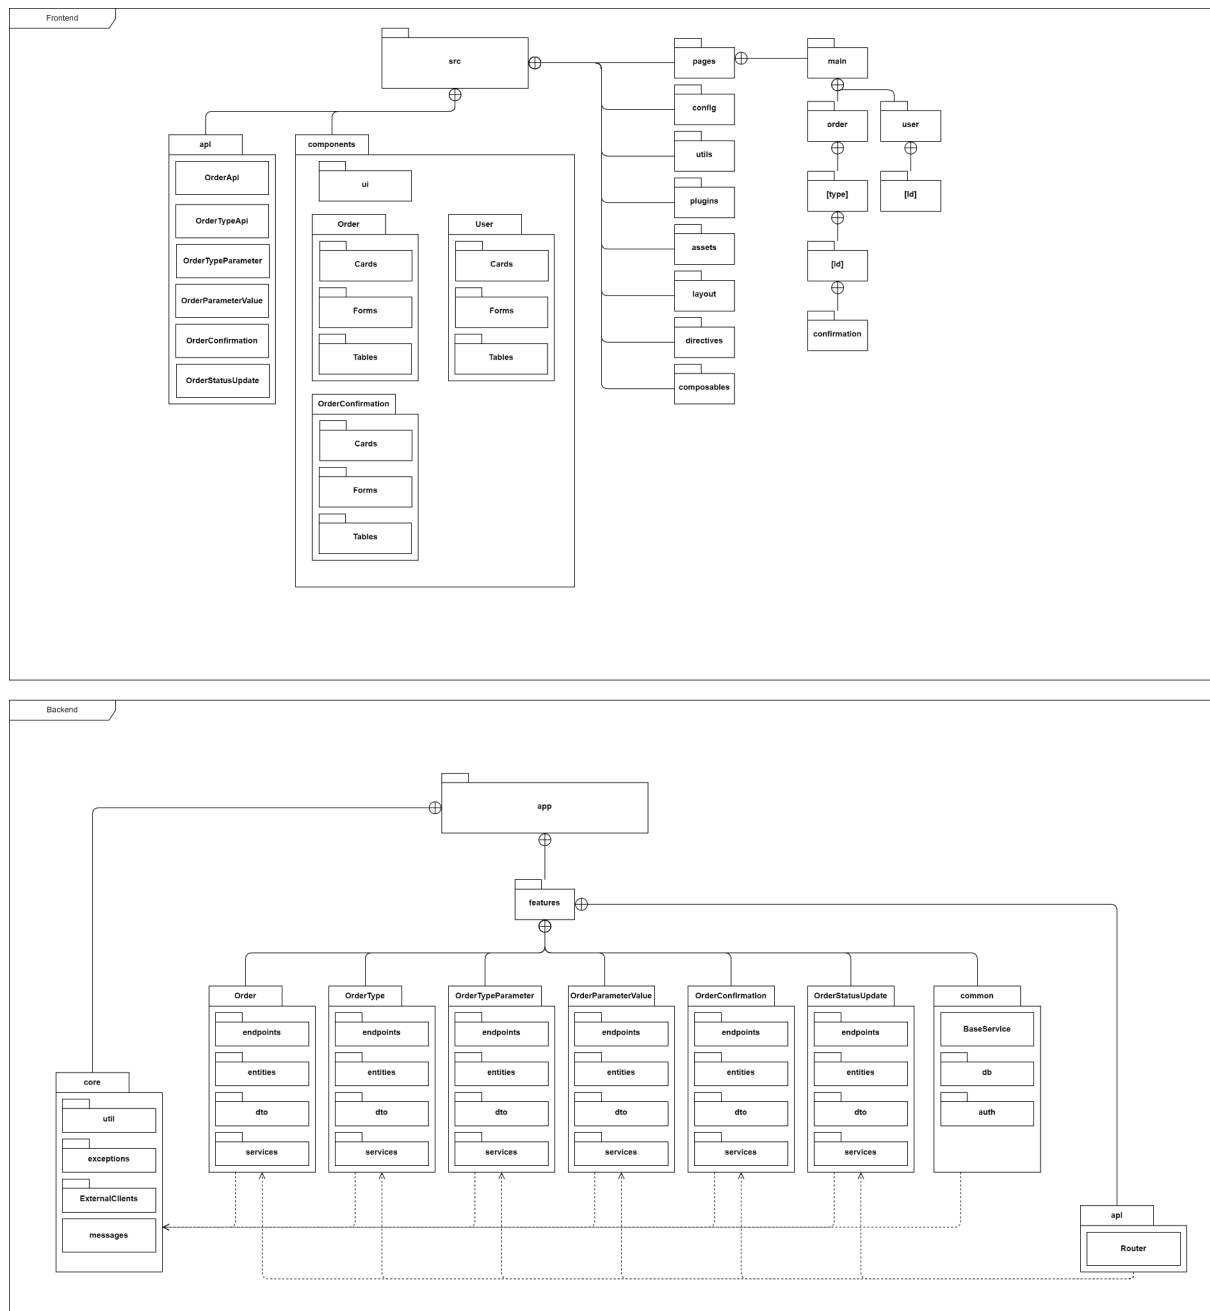 Frontend
src
pages
main
config
order
user
utils
plugins
[type]
[id]
assets
[id]
layout
directives
confirmation
composables
api
OrderApi
OrderTypeApi
OrderTypeParameter
OrderParameterValue
OrderConfirmation
OrderStatusUpdate
components
ui
Order
Cards
Forms
Tables
User
Cards
Forms
Tables
OrderConfirmation
Cards
Forms
Tables
Backend
app
features
Order
endpoints
entities
dto
services
OrderType
endpoints
entities
dto
services
OrderTypeParameter
endpoints
entities
dto
services
OrderParameterValue
endpoints
entities
dto
services
OrderConfirmation
endpoints
entities
dto
services
OrderStatusUpdate
endpoints
entities
dto
services
common
BaseService
db
auth
core
util
exceptions
ExternalClients
messages
api
Router